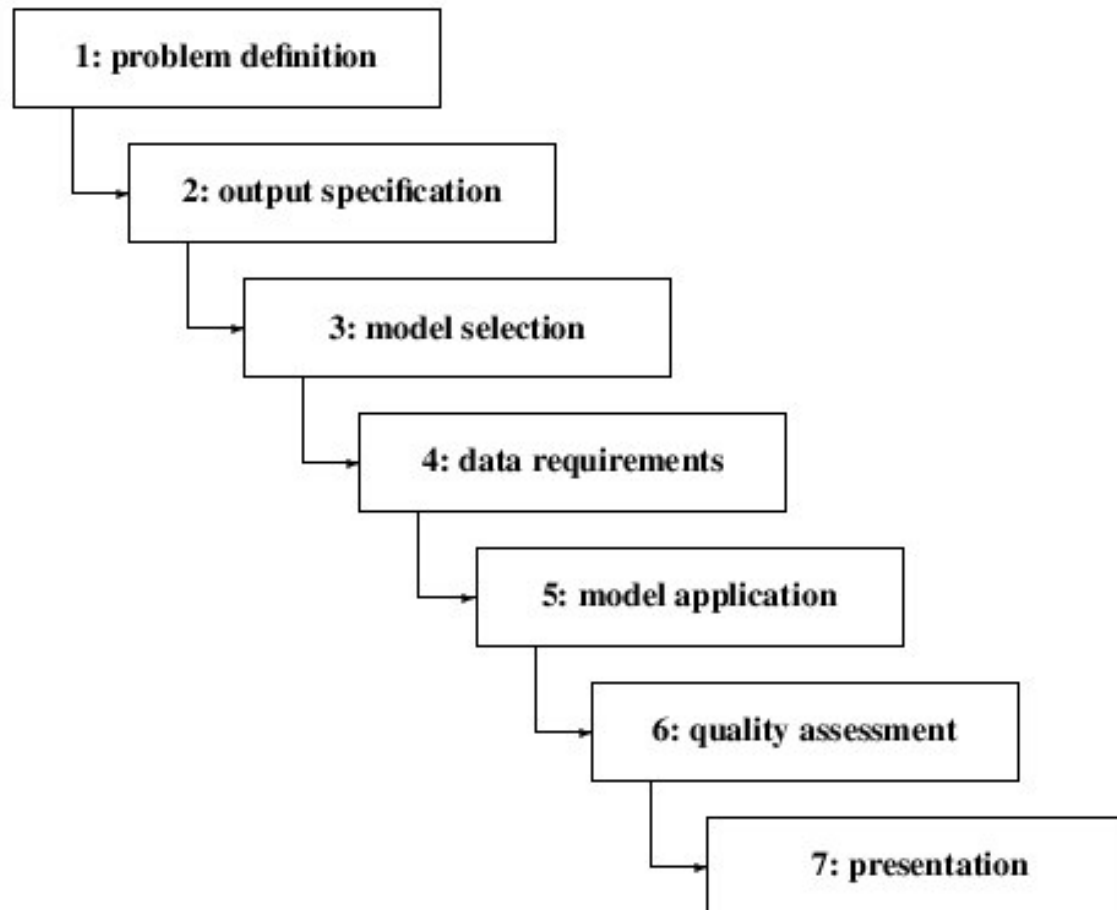 1: problem definition
2: output specification
3: model selection
4: data requirements
5: model application
6: quality assessment
7: presentation